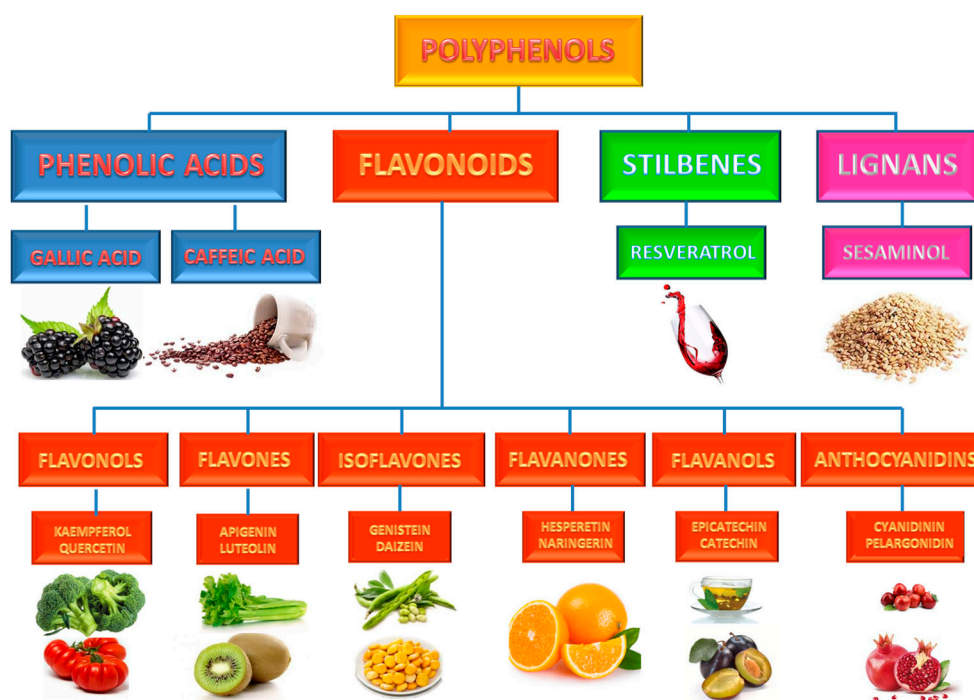 POLYPHENOLS
PHENOLIC ACIDS
FLAVONOIDS
STILBENES
LIGNANS
GALLIC ACID
CAFFEIC ACID
RESVERATROL
SESAMINOL
FLAVONOLS
FLAVONES
ISOFLAVONES
FLAVANONES
FLAVANOLS
ANTHOCYANIDINS
KAEMPFEROL
QUERCETIN
APIGENIN
LUTEOLIN
GENISTEIN
DAIZEIN
HESPERETIN
NARINGERIN
EPICATECHIN
CATECHIN
CYANIDININ
PELARGONIDIN